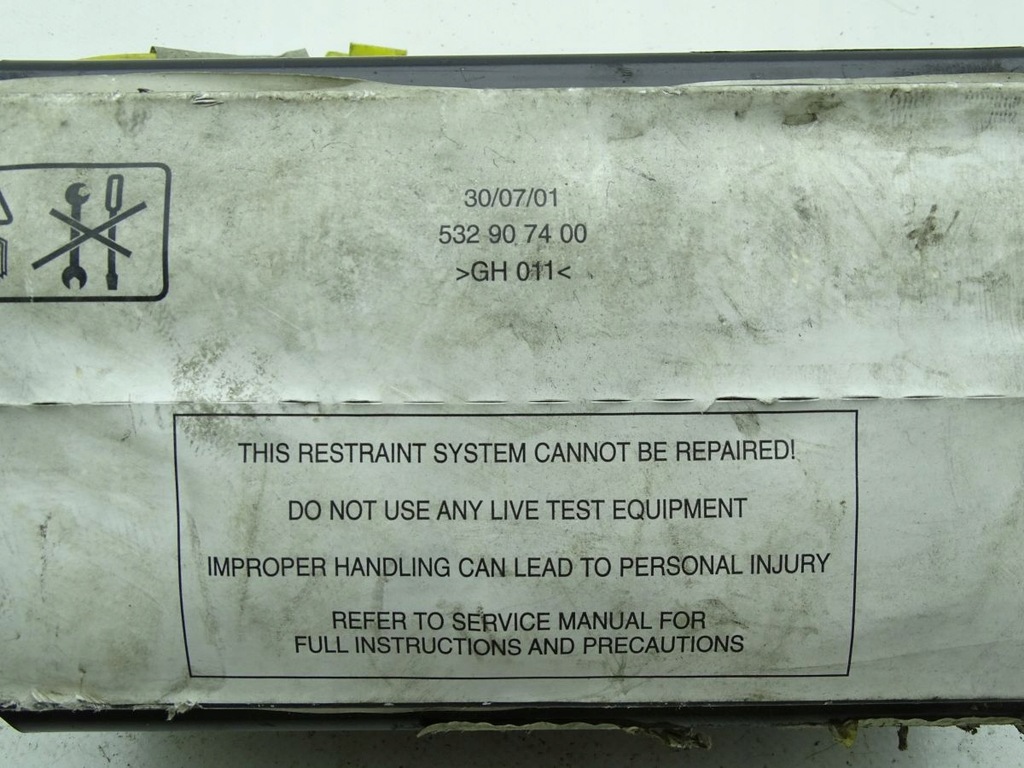 30/07/01
532 90 74 00
>GH 011<
THIS RESTRAINT SYSTEM CANNOT BE REPAIRED!
DO NOT USE ANY LIVE TEST EQUIPMENT
IMPROPER HANDLING CAN LEAD TO PERSONAL INJURY
REFER TO SERVICE MANUAL FOR
FULL INSTRUCTIONS AND PRECAUTIONS